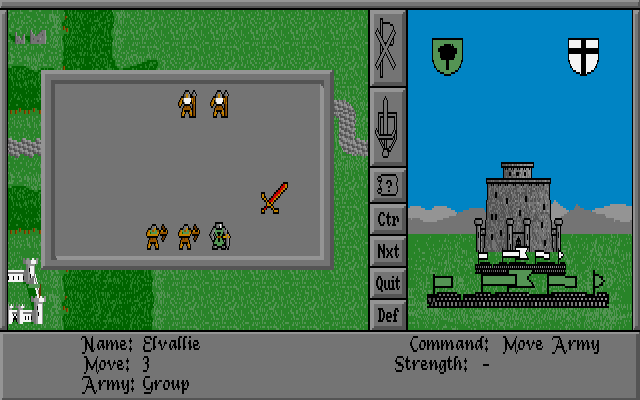 ?
Ctr
Nxt
Quit
Def
Name: Elvallie
Move: 3
Army: Group
Command: Move Army
Strength: -